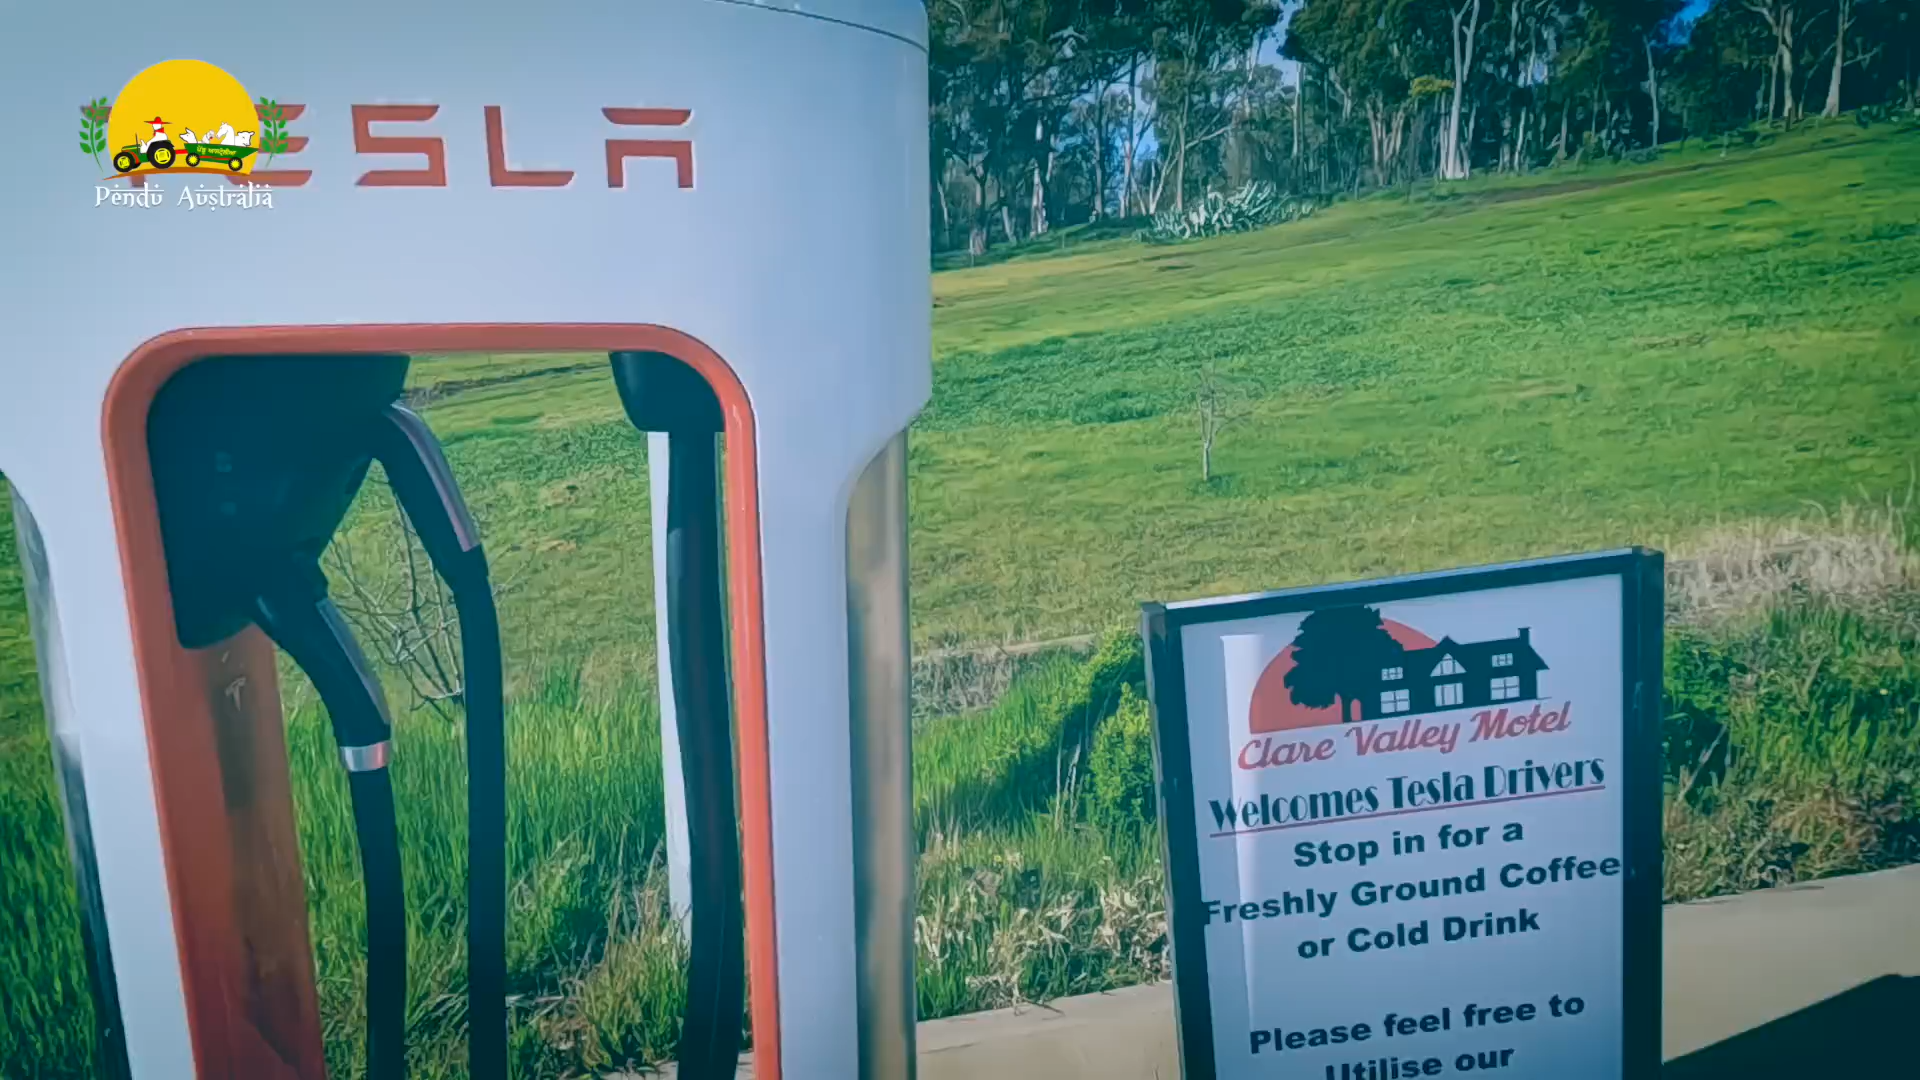 TESLA
Pendu Australia
Clare Valley Motel
Welcomes Tesla Drivers
Stop in for a
Freshly Ground Coffee
or Cold Drink
Please feel free to
Utilise our